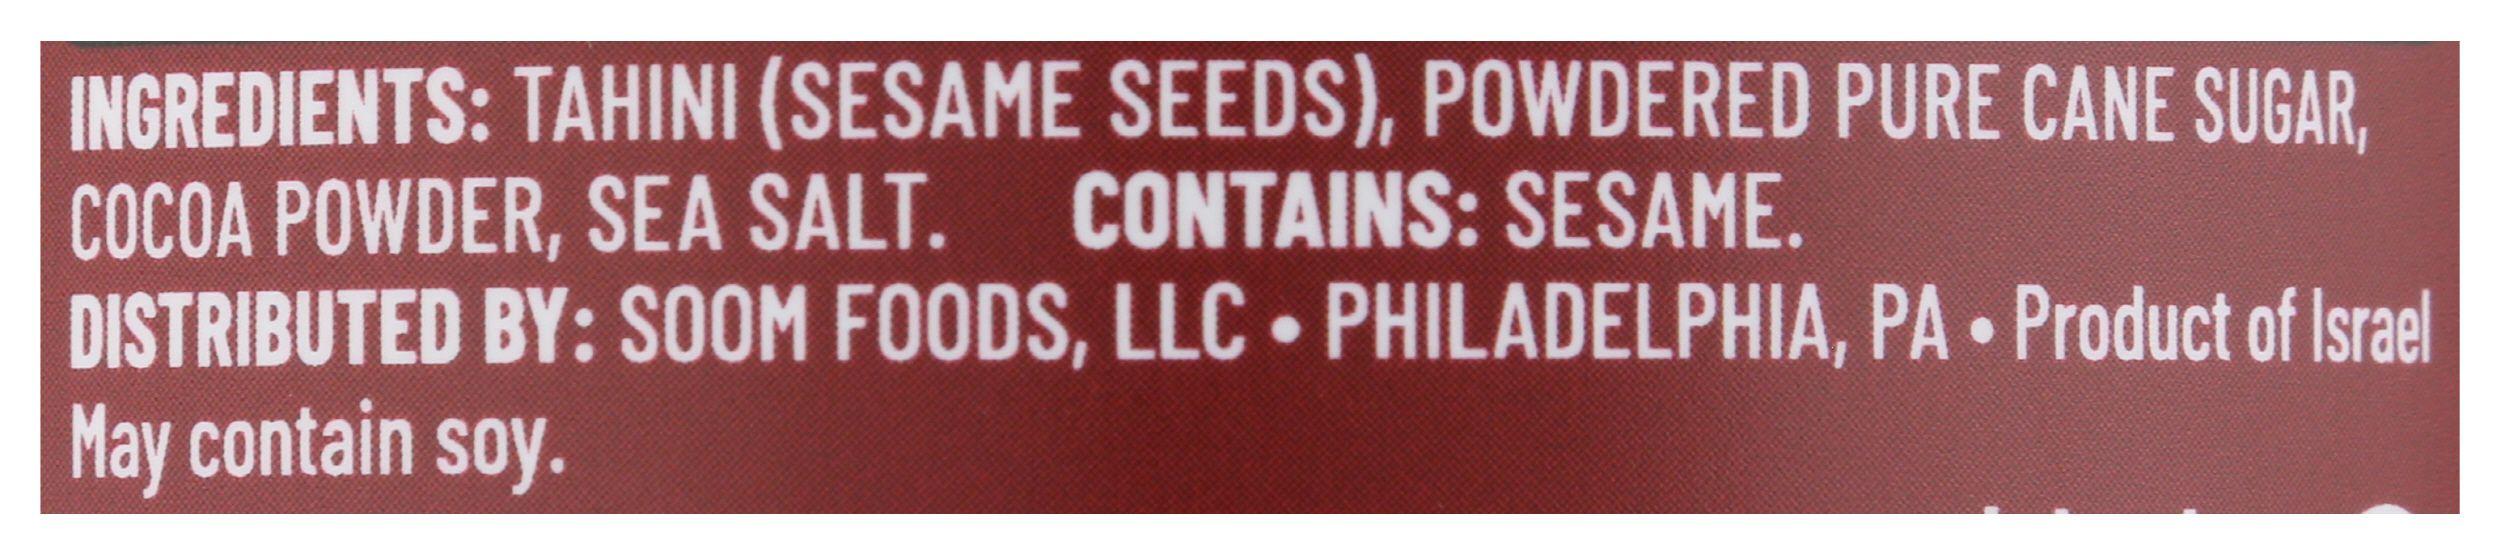 INGREDIENTS: TAHINI (SESAME SEEDS), POWDERED PURE CANE SUGAR,
COCOA POWDER, SEA SALT. CONTAINS: SESAME.
DISTRIBUTED BY: SOOM FOODS, LLC • PHILADELPHIA, PA • Product of Israel
May contain soy.